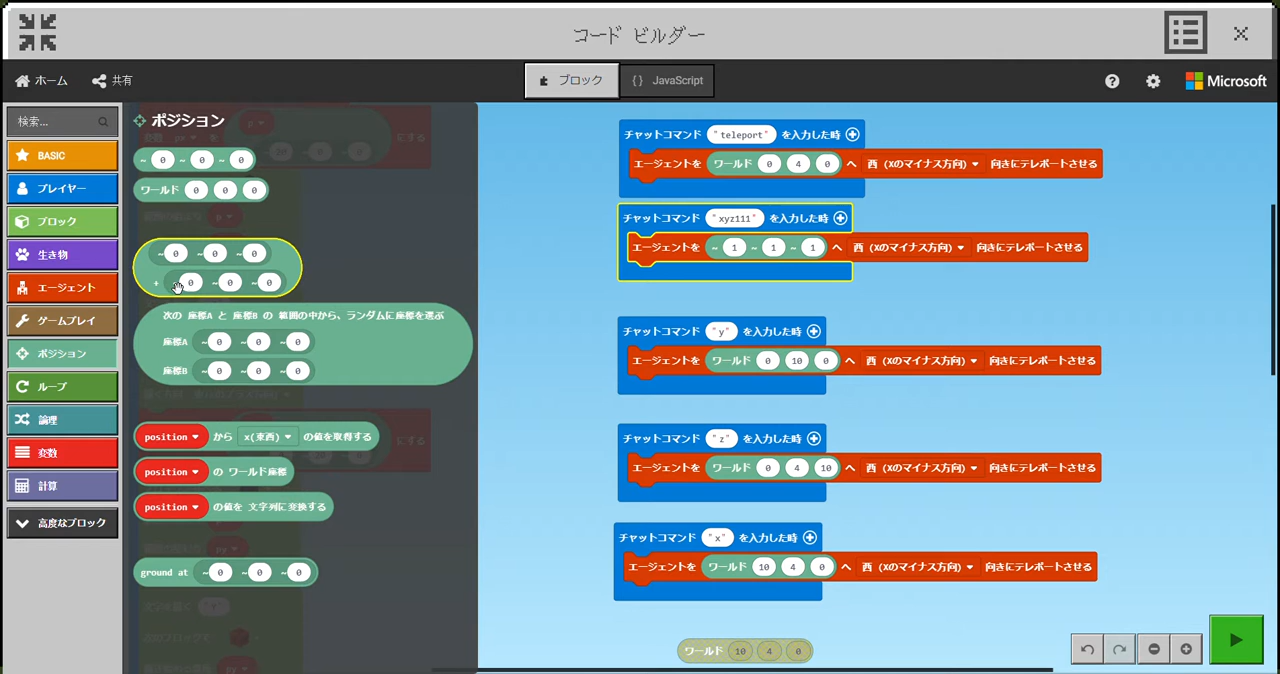 コード ビルダー
ホーム 共有 ブロック {} JavaScript Microsoft
検索...
BASIC
プレイヤー
ブロック
生き物
エージェント
ゲームプレイ
ポジション
ループ
論理
変数
計算
高度なブロック
ポジション
~ 0 ~ 0 ~ 0
ワールド 0 0 0
~ 0 ~ 0 ~ 0
+ ~ 0 ~ 0 ~ 0
次の 座標A と 座標B の 範囲の中から、ランダムに座標を選ぶ
座標A ~ 0 ~ 0 ~ 0
座標B ~ 0 ~ 0 ~ 0
position から x(東西) の値を取得する
position の ワールド座標
position の値を 文字列に変換する
ground at ~ 0 ~ 0 ~ 0
チャットコマンド "teleport" を入力した時
エージェントを ワールド 0 4 0 へ 西 (Xのマイナス方向) 向きにテレポートさせる
チャットコマンド "xyz111" を入力した時
エージェントを ~ 1 ~ 1 ~ 1 へ 西 (Xのマイナス方向) 向きにテレポートさせる
チャットコマンド "y" を入力した時
エージェントを ワールド 0 10 0 へ 西 (Xのマイナス方向) 向きにテレポートさせる
チャットコマンド "z" を入力した時
エージェントを ワールド 0 4 10 へ 西 (Xのマイナス方向) 向きにテレポートさせる
チャットコマンド "x" を入力した時
エージェントを ワールド 10 4 0 へ 西 (Xのマイナス方向) 向きにテレポートさせる
ワールド 10 4 0